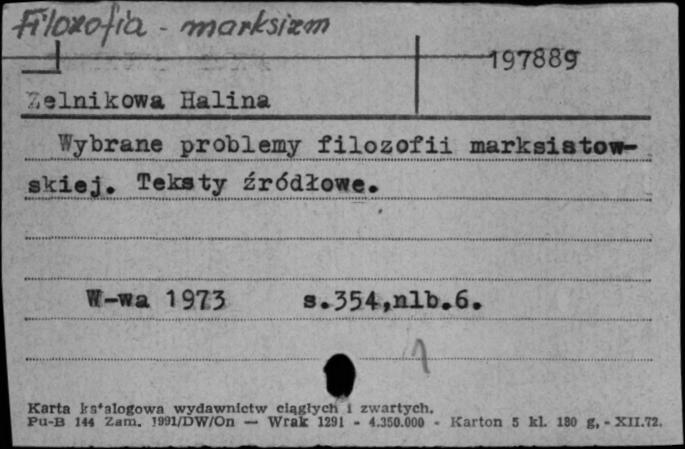 Filozofia - marksizm
197889
Zelnikowa Halina
Wybrane problemy filozofii marksistow-
skiej. Teksty źródłowe.
W-wa 1973 s.354,nlb.6.
1
Karta katalogowa wydawnictw ciągłych i zwartych.
Pu-B 144 Zam. 1991/DW/On — Wrak 1291 - 4.350.000 - Karton 5 kl. 180 g. - XII.72.